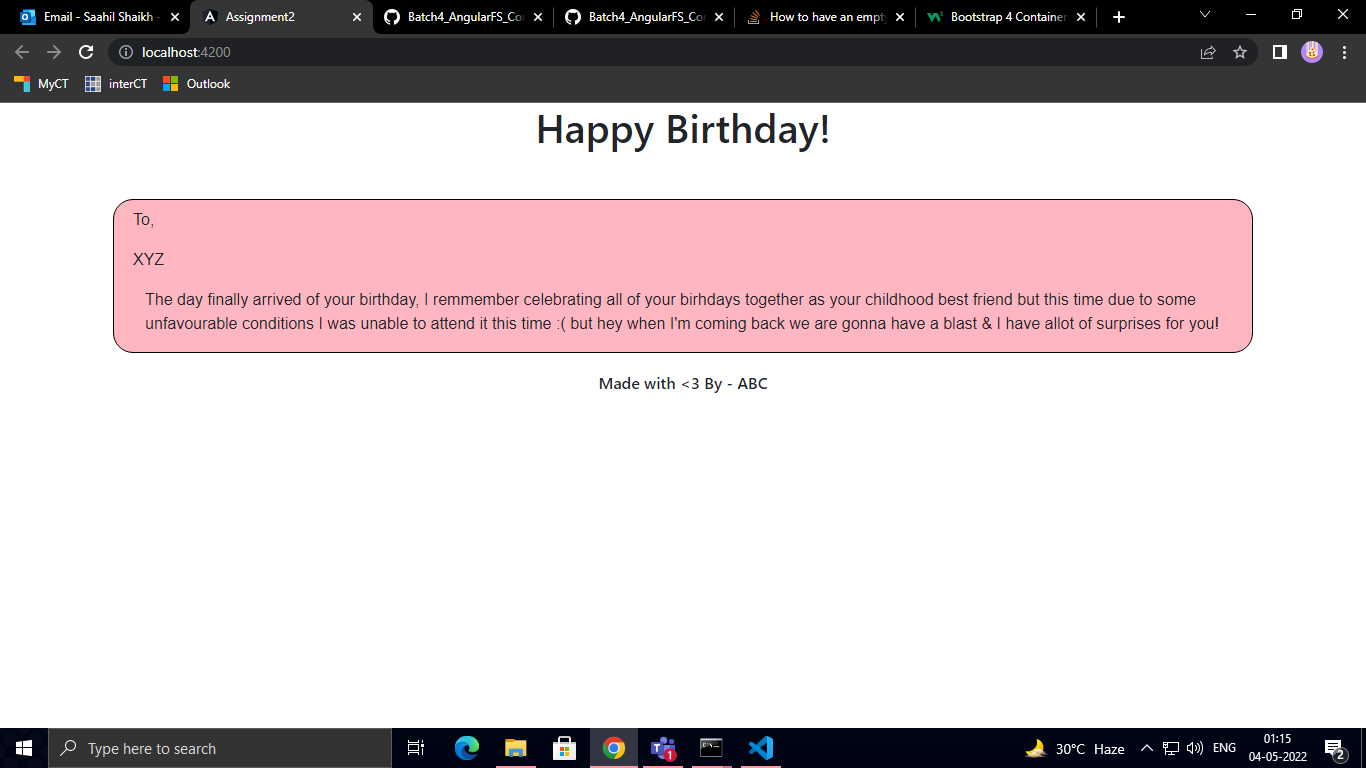 Email - Saahil Shaikh -
Assignment2
Batch4_AngularFS_Cor
Batch4_AngularFS_Cor
How to have an empty
Bootstrap 4 Container
localhost:4200
MyCT
interCT
Outlook
Happy Birthday!
To,
XYZ
The day finally arrived of your birthday, I remmember celebrating all of your birhdays together as your childhood best friend but this time due to some
unfavourable conditions I was unable to attend it this time :( but hey when I'm coming back we are gonna have a blast & I have allot of surprises for you!
Made with <3 By - ABC
Type here to search
1
30°C Haze
ENG
01:15
04-05-2022
2